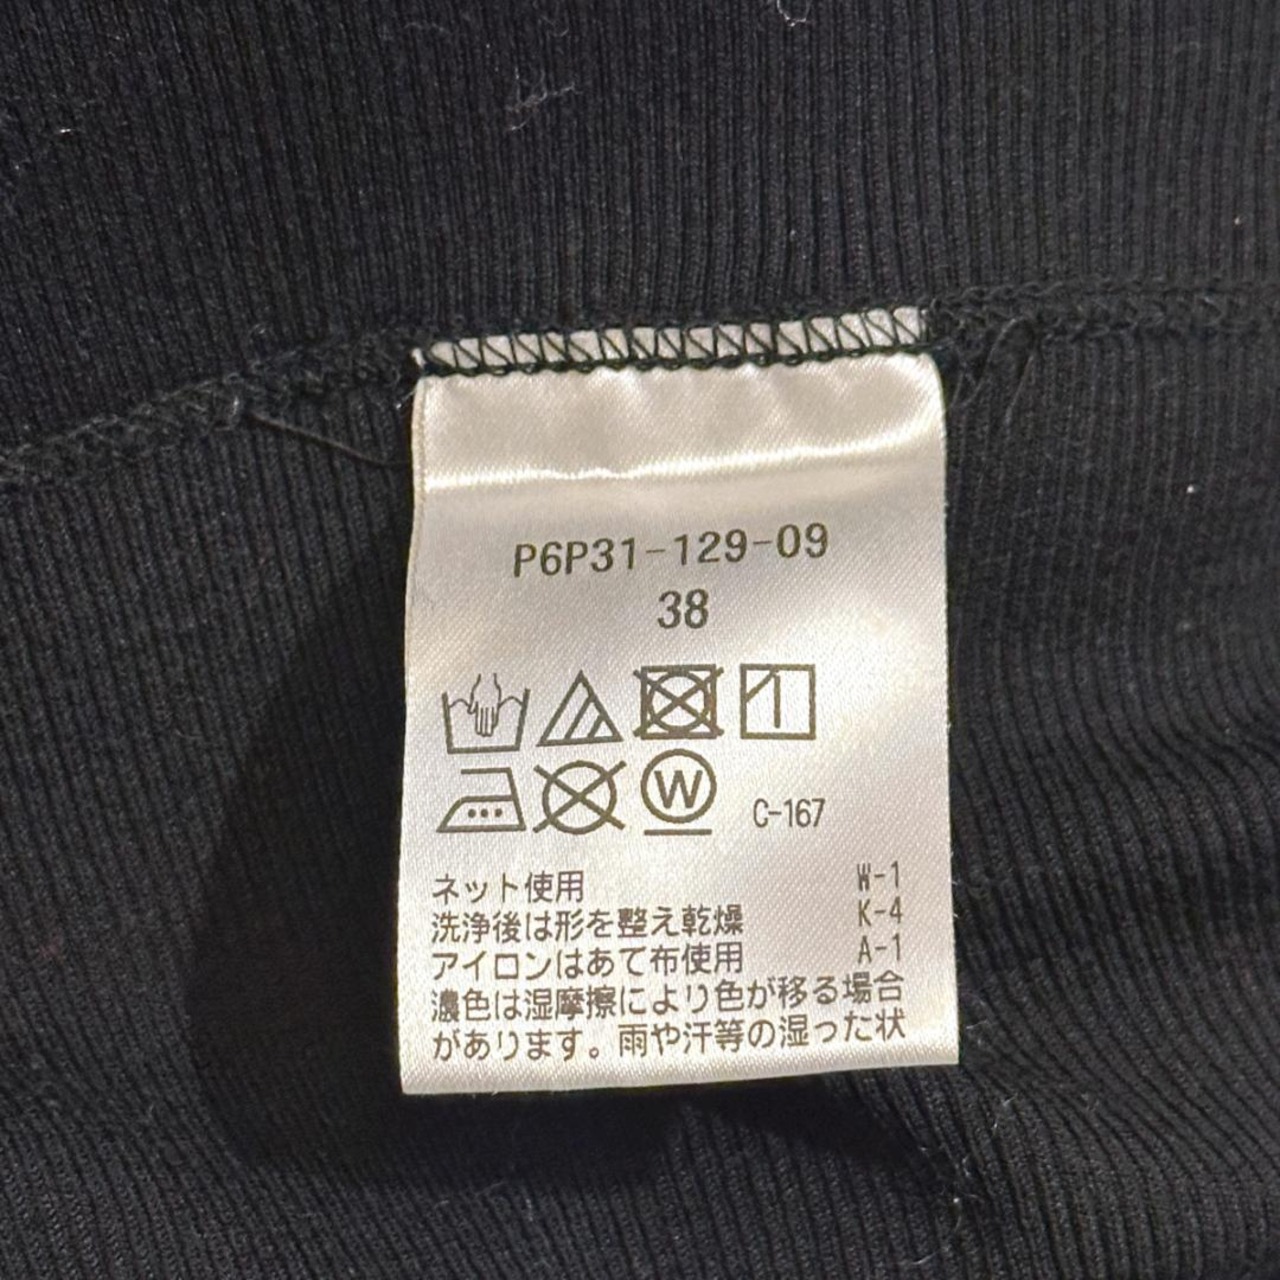 P6P31-129-09
38
W
C-167
ネット使用 W-1
洗浄後は形を整え乾燥 K-4
アイロンはあて布使用 A-1
濃色は湿摩擦により色が移る場合
があります。雨や汗等の湿った状